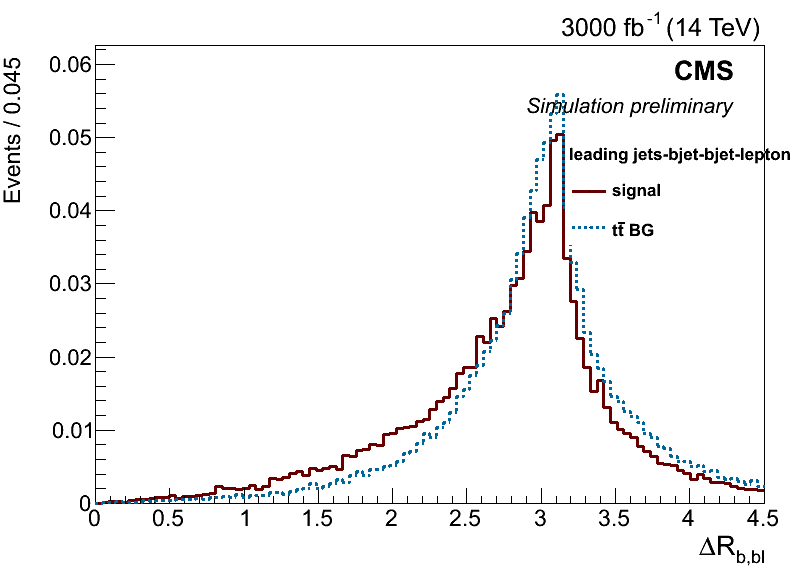 3000 fb⁻¹ (14 TeV)
Events / 0.045
CMS
Simulation preliminary
leading jets-bjet-bjet-lepton
signal
tt̄ BG
0.06
0.05
0.04
0.03
0.02
0.01
0
0 0.5 1 1.5 2 2.5 3 3.5 4 4.5
ΔR_b,bl